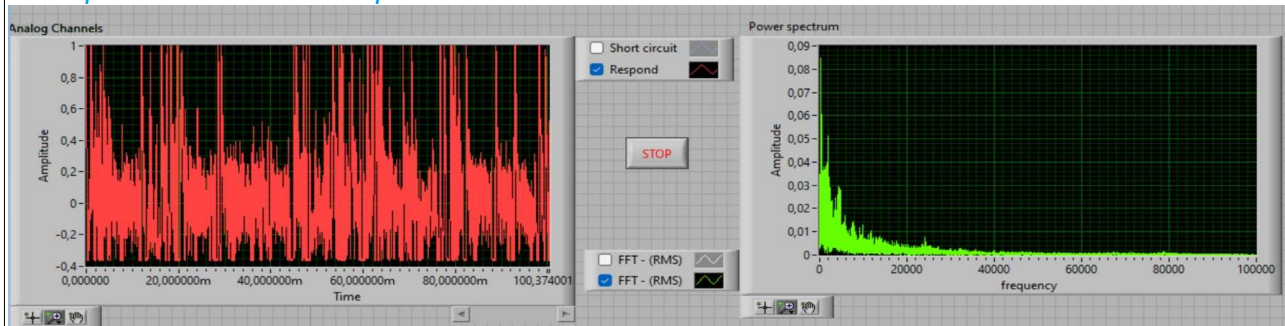 Analog Channels
1
0,8
0,6
0,4
0,2
0
-0,2
-0,4
Amplitude
0,000000
20,000000m
40,000000m
60,000000m
80,000000m
100,374001
Time
Short circuit
Respond
STOP
FFT - (RMS)
FFT - (RMS)
Power spectrum
0,09
0,08
0,07
0,06
0,05
0,04
0,03
0,02
0,01
0
Amplitude
0
20000
40000
60000
80000
100000
frequency